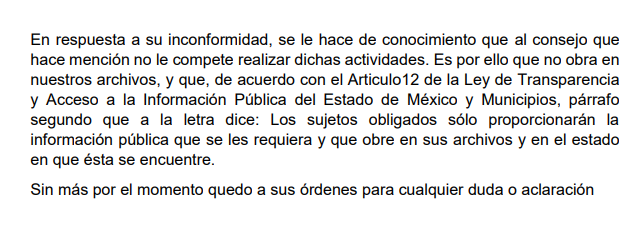 En respuesta a su inconformidad, se le hace de conocimiento que al consejo que
hace mención no le compete realizar dichas actividades. Es por ello que no obra en
nuestros archivos, y que, de acuerdo con el Articulo12 de la Ley de Transparencia
y Acceso a la Información Pública del Estado de México y Municipios, párrafo
segundo que a la letra dice: Los sujetos obligados sólo proporcionarán la
información pública que se les requiera y que obre en sus archivos y en el estado
en que ésta se encuentre.
Sin más por el momento quedo a sus órdenes para cualquier duda o aclaración